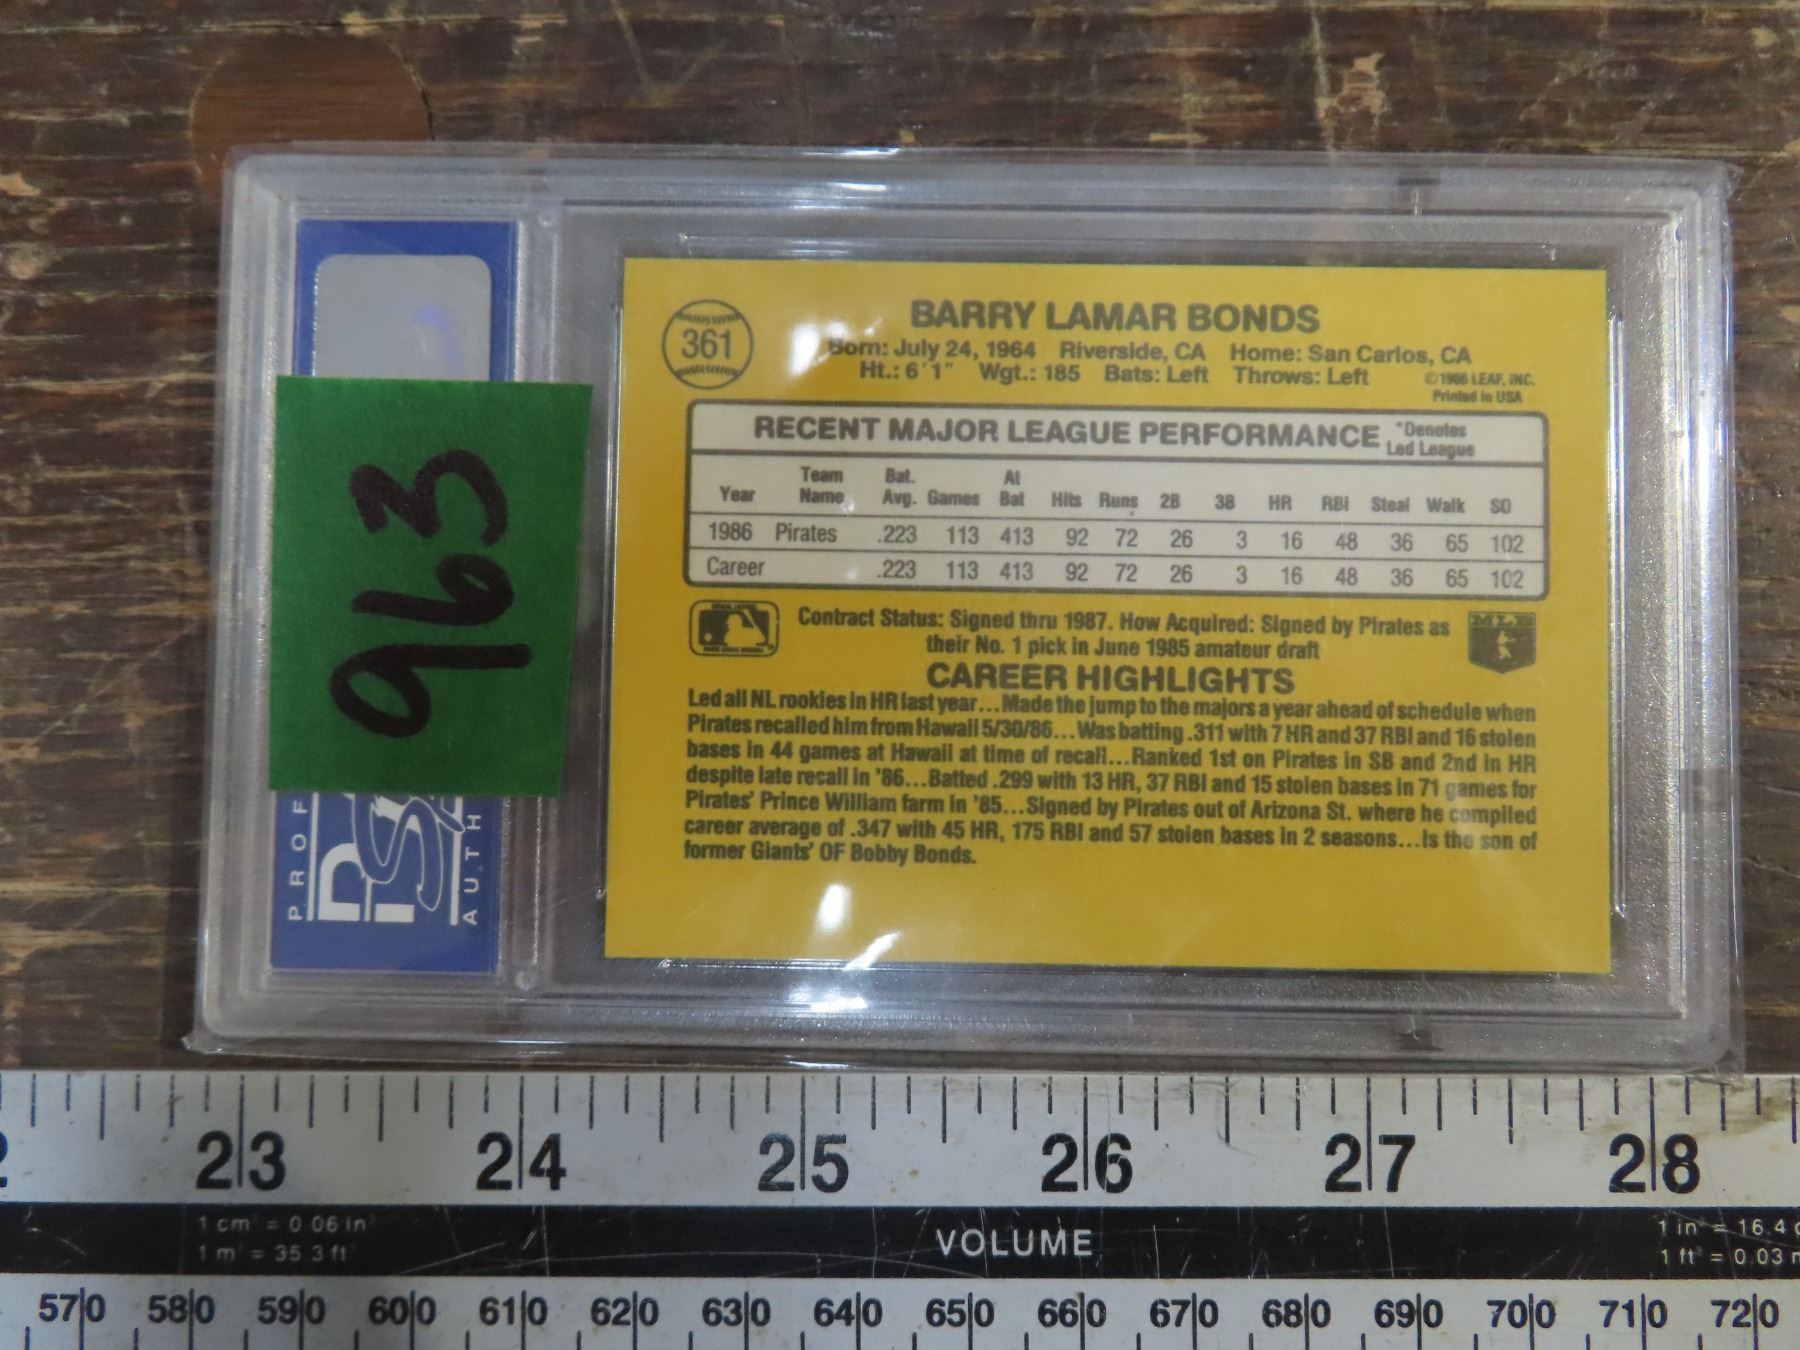 963
PROF
PS
AUTH
361
BARRY LAMAR BONDS
Born: July 24, 1964 Riverside, CA Home: San Carlos, CA
Ht.: 6'1" Wgt.: 185 Bats: Left Throws: Left
©1986 LEAF, INC.
Printed in USA
RECENT MAJOR LEAGUE PERFORMANCE *Denotes Led League
Year Team Name Bat. Avg. Games At Bat Hits Runs 2B 3B HR RBI Steal Walk SO
1986 Pirates .223 113 413 92 72 26 3 16 48 36 65 102
Career .223 113 413 92 72 26 3 16 48 36 65 102
Contract Status: Signed thru 1987. How Acquired: Signed by Pirates as
their No. 1 pick in June 1985 amateur draft
CAREER HIGHLIGHTS
Led all NL rookies in HR last year...Made the jump to the majors a year ahead of schedule when
Pirates recalled him from Hawaii 5/30/86...Was batting .311 with 7 HR and 37 RBI and 16 stolen
bases in 44 games at Hawaii at time of recall...Ranked 1st on Pirates in SB and 2nd in HR
despite late recall in '86...Batted .299 with 13 HR, 37 RBI and 15 stolen bases in 71 games for
Pirates' Prince William farm in '85...Signed by Pirates out of Arizona St. where he compiled
career average of .347 with 45 HR, 175 RBI and 57 stolen bases in 2 seasons...Is the son of
former Giants' OF Bobby Bonds.
2 23 24 25 26 27 28
1 cm³ = 0.06 in³
1 m³ = 35.3 ft³
VOLUME
1 in³ = 16.4 c
1 ft³ = 0.03 m
570 580 590 600 610 620 630 640 650 660 670 680 690 700 710 720